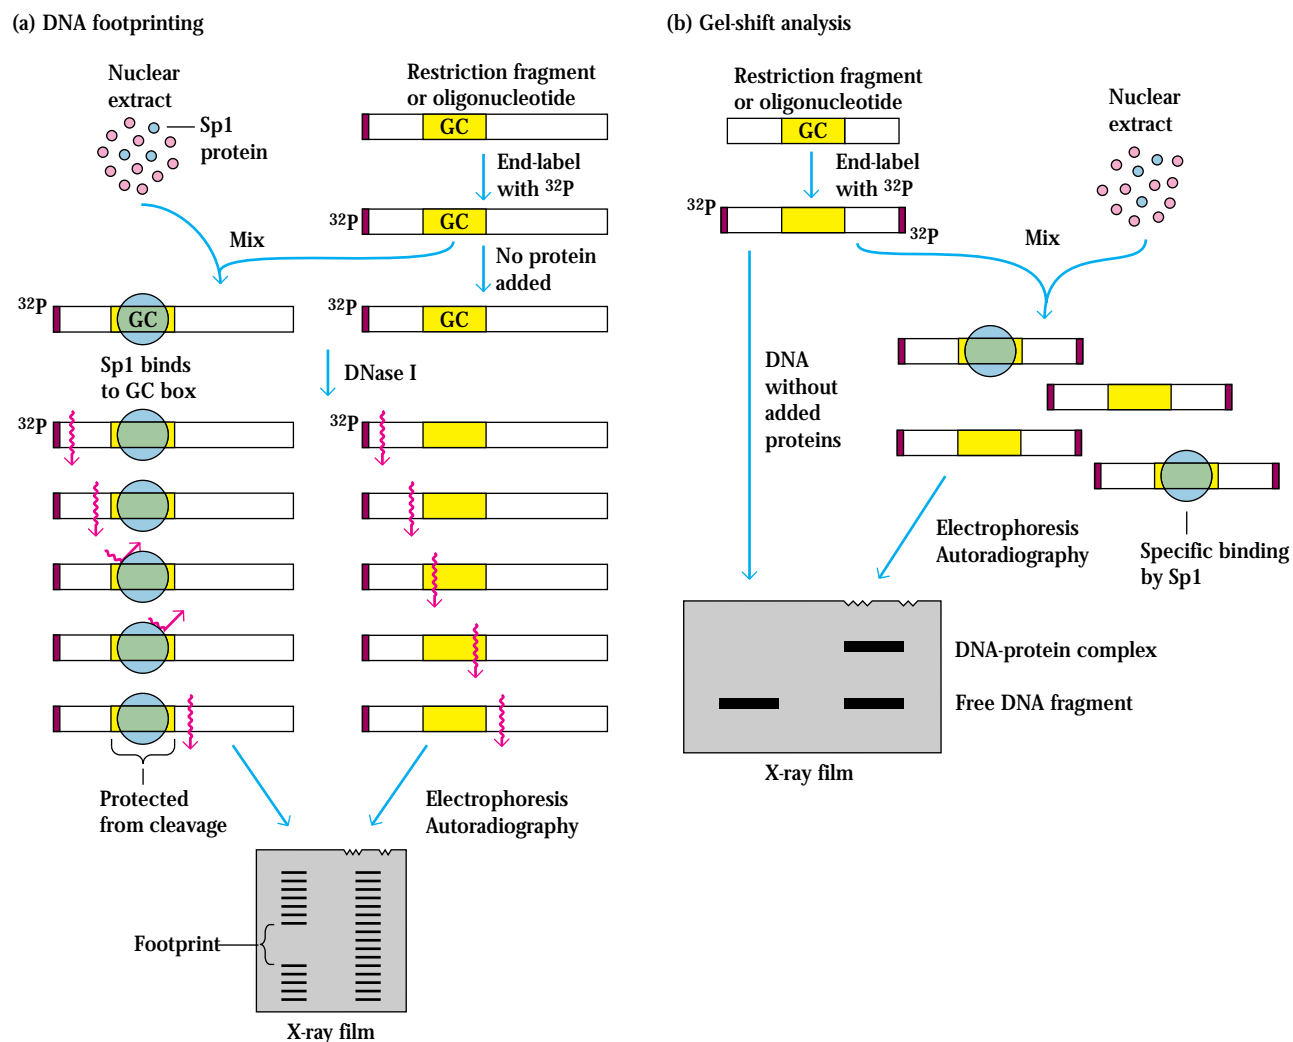 (a) DNA footprinting
Nuclear
extract
Sp1
protein
Restriction fragment
or oligonucleotide
GC
End-label
with ³²P
³²P
GC
Mix
No protein
added
³²P
GC
³²P
GC
Sp1 binds
to GC box
DNase I
³²P
³²P
Protected
from cleavage
Electrophoresis
Autoradiography
Footprint
X-ray film
(b) Gel-shift analysis
Restriction fragment
or oligonucleotide
GC
Nuclear
extract
End-label
with ³²P
³²P
³²P
Mix
DNA
without
added
proteins
Electrophoresis
Autoradiography
Specific binding
by Sp1
DNA-protein complex
Free DNA fragment
X-ray film